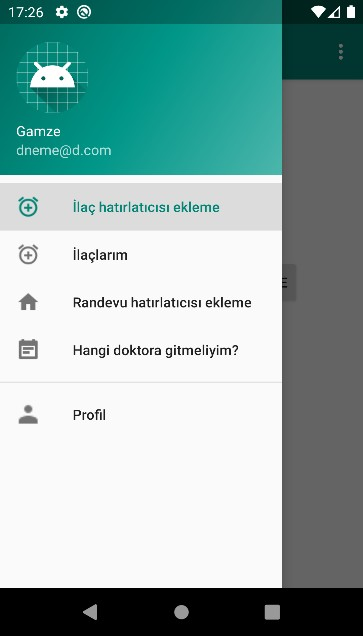 17:26
Gamze
dneme@d.com
İlaç hatırlatıcısı ekleme
İlaçlarım
Randevu hatırlatıcısı ekleme
Hangi doktora gitmeliyim?
Profil